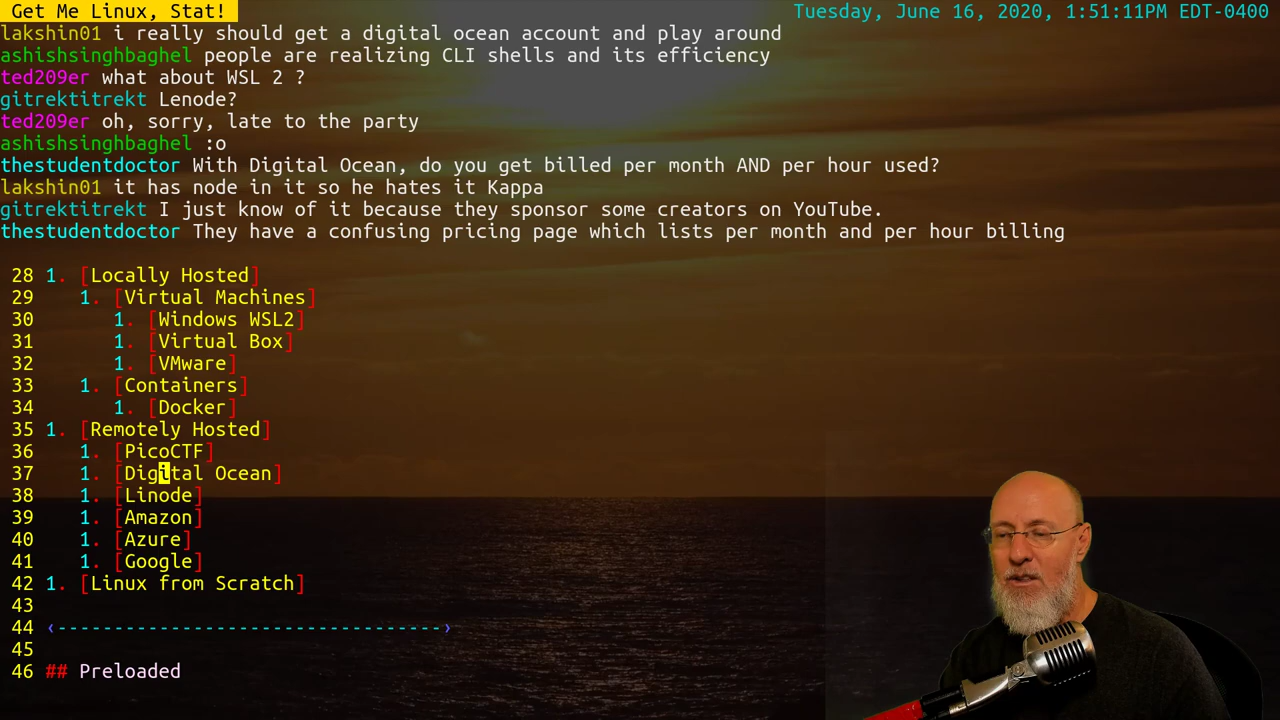 Get Me Linux, Stat!
Tuesday, June 16, 2020, 1:51:11PM EDT-0400
lakshin01 i really should get a digital ocean account and play around
ashishsinghbaghel people are realizing CLI shells and its efficiency
ted209er what about WSL 2 ?
gitrektitrekt Lenode?
ted209er oh, sorry, late to the party
ashishsinghbaghel :o
thestudentdoctor With Digital Ocean, do you get billed per month AND per hour used?
lakshin01 it has node in it so he hates it Kappa
gitrektitrekt I just know of it because they sponsor some creators on YouTube.
thestudentdoctor They have a confusing pricing page which lists per month and per hour billing
28 1. [Locally Hosted]
29 1. [Virtual Machines]
30 1. [Windows WSL2]
31 1. [Virtual Box]
32 1. [VMware]
33 1. [Containers]
34 1. [Docker]
35 1. [Remotely Hosted]
36 1. [PicoCTF]
37 1. [Digital Ocean]
38 1. [Linode]
39 1. [Amazon]
40 1. [Azure]
41 1. [Google]
42 1. [Linux from Scratch]
43
44 <---------------------------------->
45
46 ## Preloaded